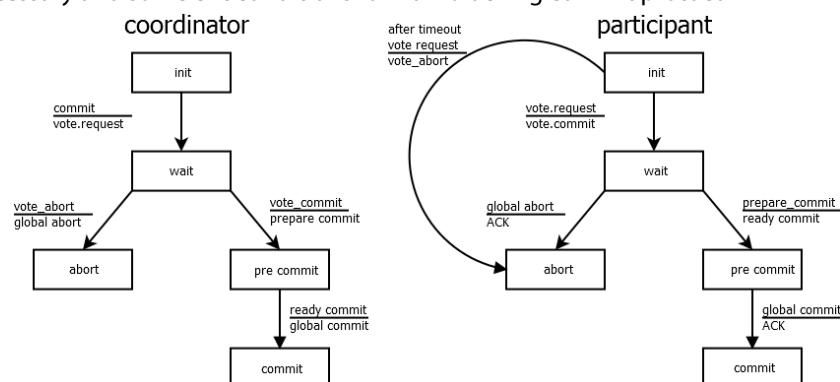 coordinator
init
commit
vote.request
wait
vote_abort
global abort
vote_commit
prepare commit
abort
pre commit
ready commit
global commit
commit
participant
after timeout
vote request
vote_abort
init
vote.request
vote.commit
wait
global abort
ACK
prepare_commit
ready commit
abort
pre commit
global commit
ACK
commit